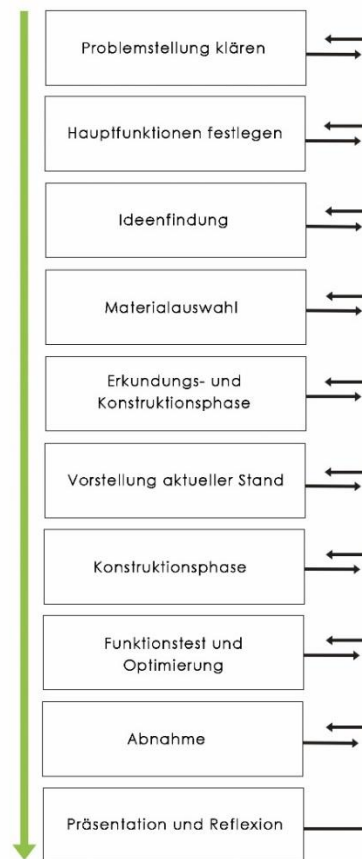 Problemstellung klären
Hauptfunktionen festlegen
Ideenfindung
Materialauswahl
Erkundungs- und
Konstruktionsphase
Vorstellung aktueller Stand
Konstruktionsphase
Funktionstest und
Optimierung
Abnahme
Präsentation und Reflexion